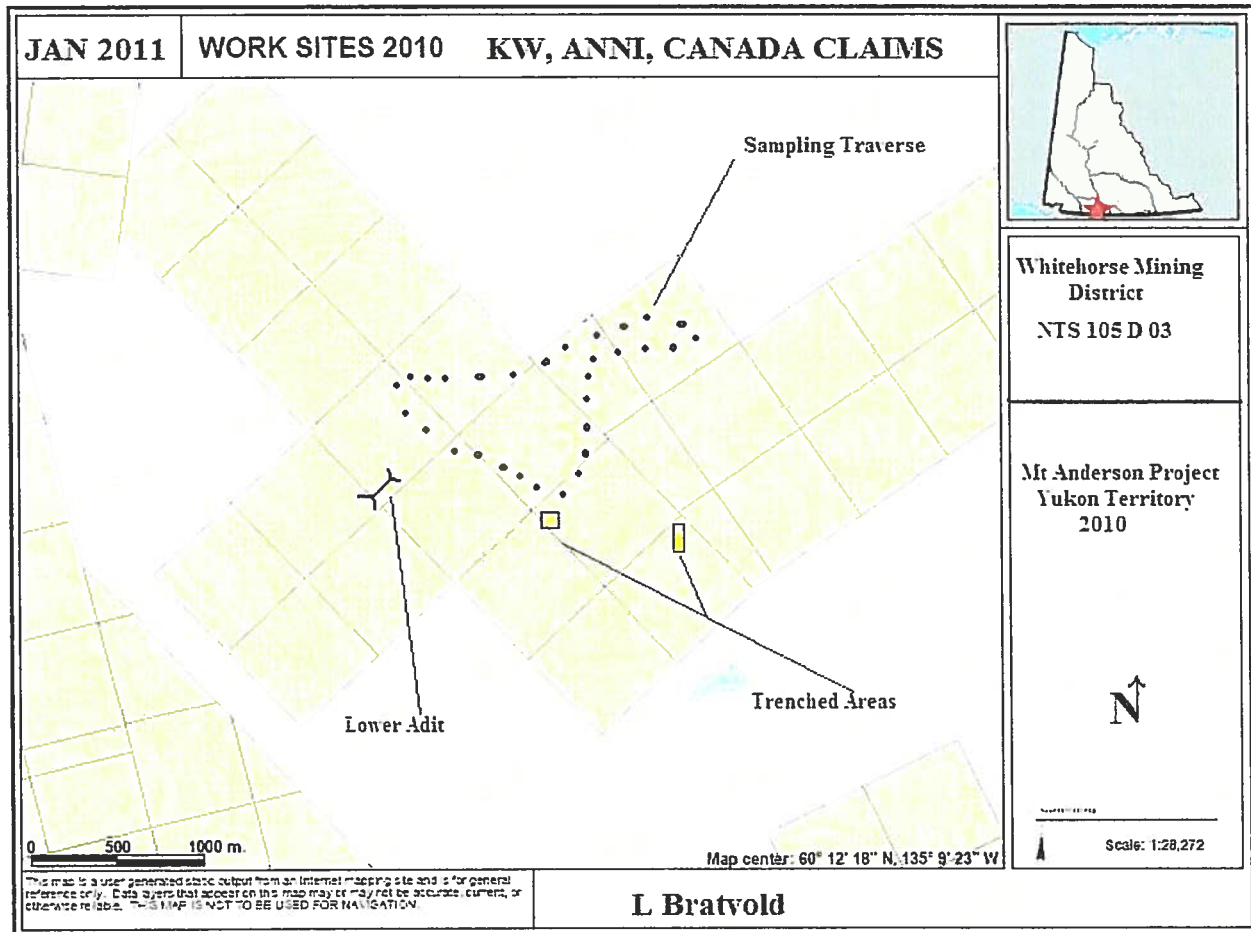 JAN 2011
WORK SITES 2010 KW, ANNI, CANADA CLAIMS
Sampling Traverse
Lower Adit
Trenched Areas
0 500 1000 m.
Map center: 60° 12' 18" N, 135° 9' 23" W
This map is a user generated static output from an Internet mapping site and is for general
reference only. Data layers that appear on this map may or may not be accurate, current, or
otherwise reliable. THIS MAP IS NOT TO BE USED FOR NAVIGATION.
L Bratvold
Whitehorse Mining
District
NTS 105 D 03
Mt Anderson Project
Yukon Territory
2010
N
Scale: 1:28,272